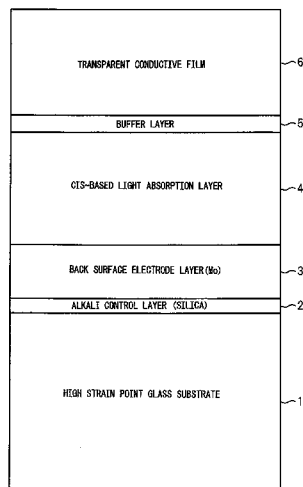 TRANSPARENT CONDUCTIVE FILM 6
BUFFER LAYER 5
CIS-BASED LIGHT ABSORPTION LAYER 4
BACK SURFACE ELECTRODE LAYER(Mo) 3
ALKALI CONTROL LAYER (SILICA) 2
HIGH STRAIN POINT GLASS SUBSTRATE 1